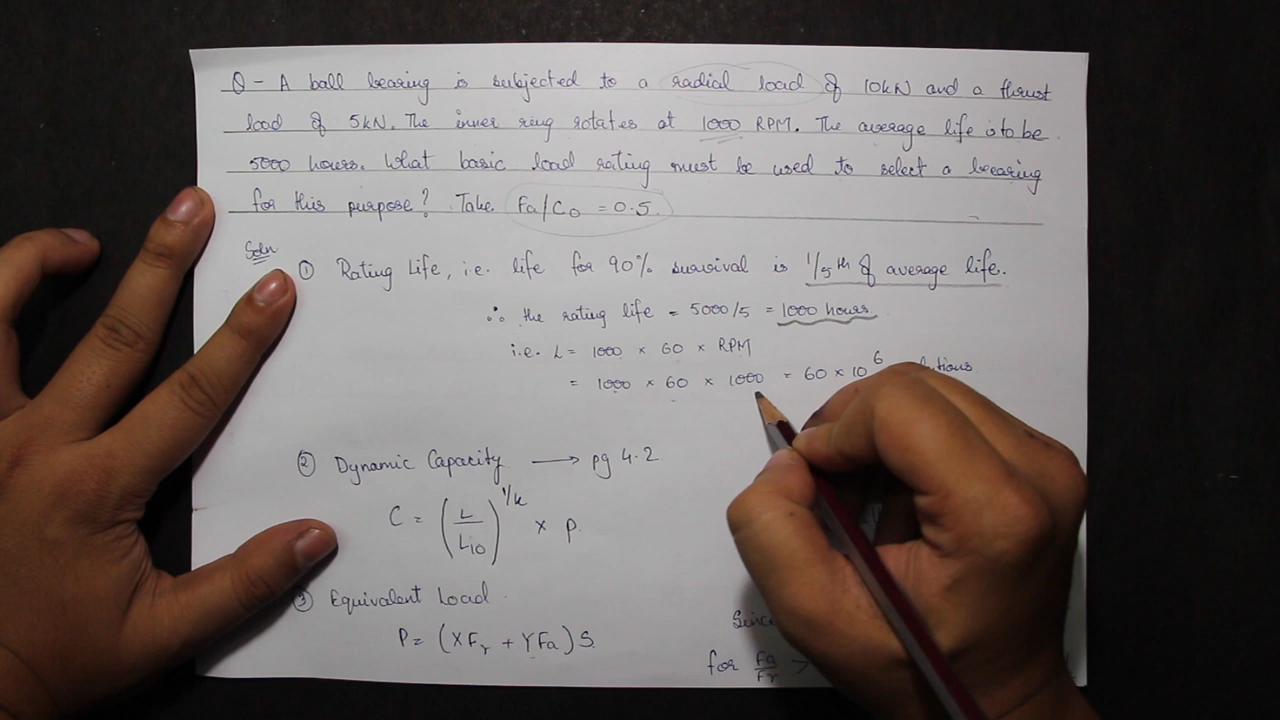 Q - A ball bearing is subjected to a radial load of 10kN and a thrust
load of 5kN. The inner ring rotates at 1000 RPM. The average life is to be
5000 hours. What basic load rating must be used to select a bearing
for this purpose? Take Fa/C0 = 0.5.
Soln
① Rating Life, i.e. life for 90% survival is 1/5th of average life.
∴ the rating life = 5000/5 = 1000 hours.
i.e. L = 1000 × 60 × RPM
= 1000 × 60 × 1000 = 60 × 10^6
② Dynamic Capacity → pg 4.2
C = (L/L10)^1/k × P.
③ Equivalent Load.
P = (XFr + YFa) S.
Since
for Fa/Fr >